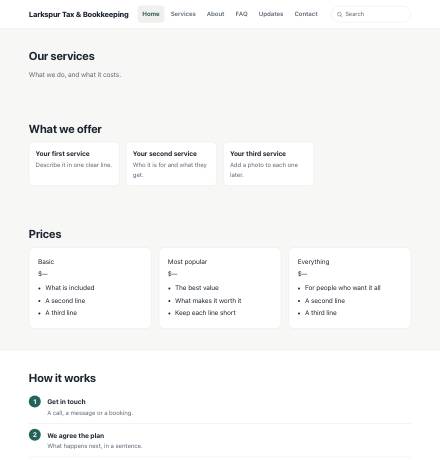 Larkspur Tax & Bookkeeping Home Services About FAQ Updates Contact Search
Our services
What we do, and what it costs.
What we offer
Your first service
Describe it in one clear line.
Your second service
Who it is for and what they
get.
Your third service
Add a photo to each one
later.
Prices
Basic
$—
• What is included
• A second line
• A third line
Most popular
$—
• The best value
• What makes it worth it
• Keep each line short
Everything
$—
• For people who want it all
• A second line
• A third line
How it works
1 Get in touch
A call, a message or a booking.
2 We agree the plan
What happens next, in a sentence.